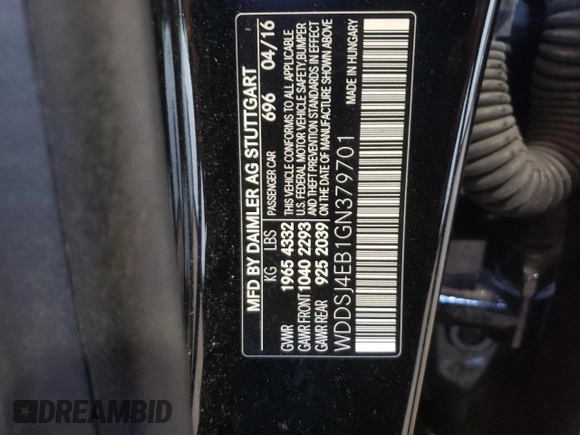 MFD BY DAIMLER AG STUTTGART
KG LBS PASSENGER CAR 696 04/16
GVWR 1965 4332 THIS VEHICLE CONFORMS TO ALL APPLICABLE
GAWR FRONT 1040 2293 U.S. FEDERAL MOTOR VEHICLE SAFETY, BUMPER
AND THEFT PREVENTION STANDARDS IN EFFECT
GAWR REAR 925 2039 ON THE DATE OF MANUFACTURE SHOWN ABOVE
WDDSJ4EB1GN379701 MADE IN HUNGARY
DREAMBID